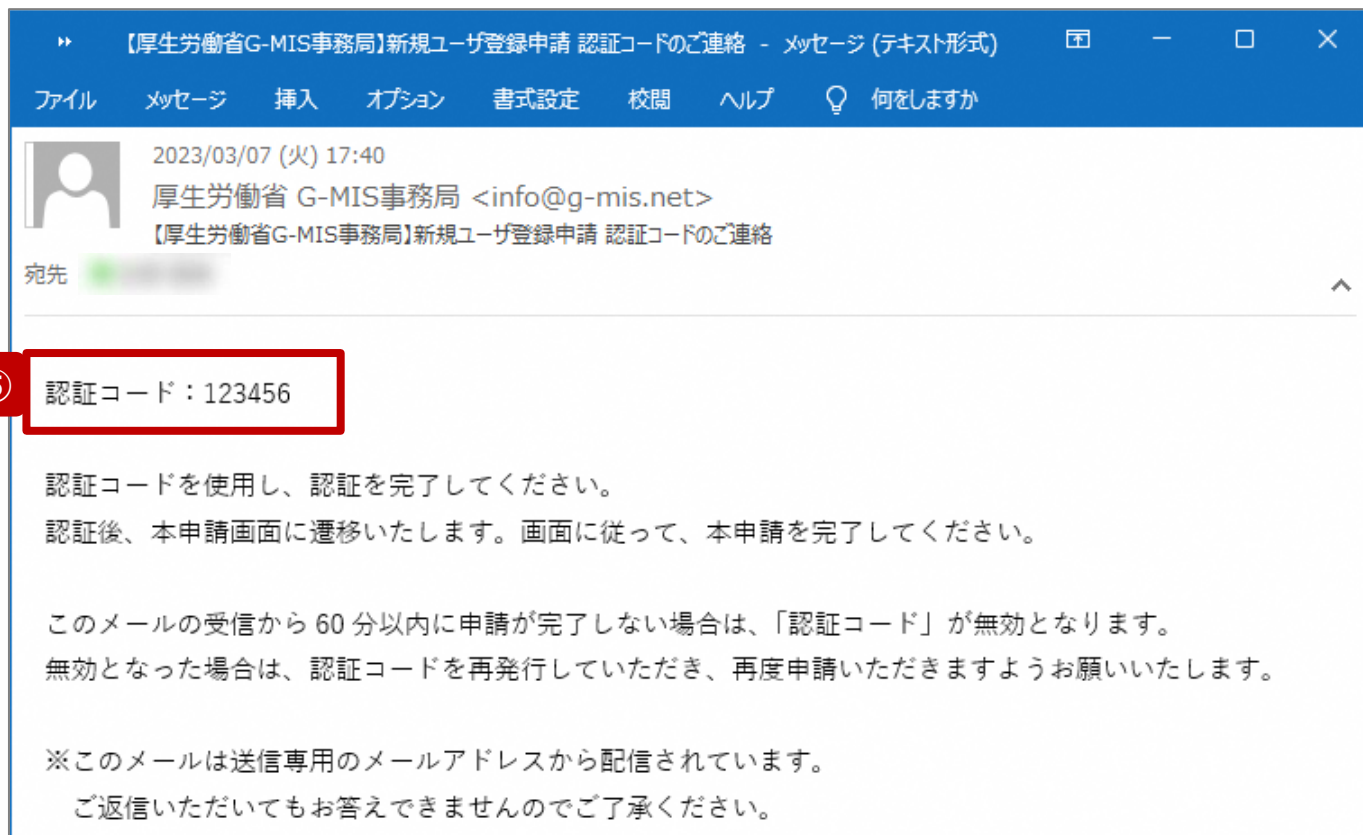 【厚生労働省G-MIS事務局】新規ユーザ登録申請 認証コードのご連絡 - メッセージ (テキスト形式)
ファイル メッセージ 挿入 オプション 書式設定 校閲 ヘルプ 何をしますか
2023/03/07 (火) 17:40
厚生労働省 G-MIS事務局 <info@g-mis.net>
【厚生労働省G-MIS事務局】新規ユーザ登録申請 認証コードのご連絡
宛先
認証コード：123456
認証コードを使用し、認証を完了してください。
認証後、本申請画面に遷移いたします。画面に従って、本申請を完了してください。
このメールの受信から 60 分以内に申請が完了しない場合は、「認証コード」が無効となります。
無効となった場合は、認証コードを再発行していただき、再度申請いただきますようお願いいたします。
※このメールは送信専用のメールアドレスから配信されています。
ご返信いただいてもお答えできませんのでご了承ください。